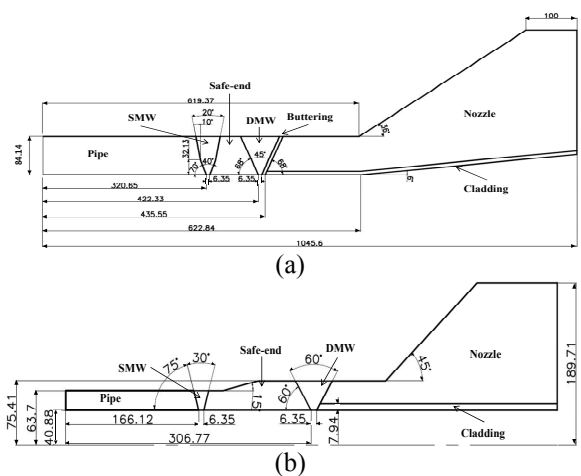 100
619.37
Safe-end
20°
SMW
10°
DMW
Buttering
Nozzle
Pipe
84.14
32.13
70°
40°
68°
45°
68°
6.35
6.35
320.65
6°
Cladding
422.33
435.55
622.84
1045.6
(a)
75°
30°
60°
Safe-end
DMW
SMW
Nozzle
45°
189.71
Pipe
60°
15°
75.41
63.7
40.88
166.12
6.35
6.35
7.94
Cladding
306.77
(b)